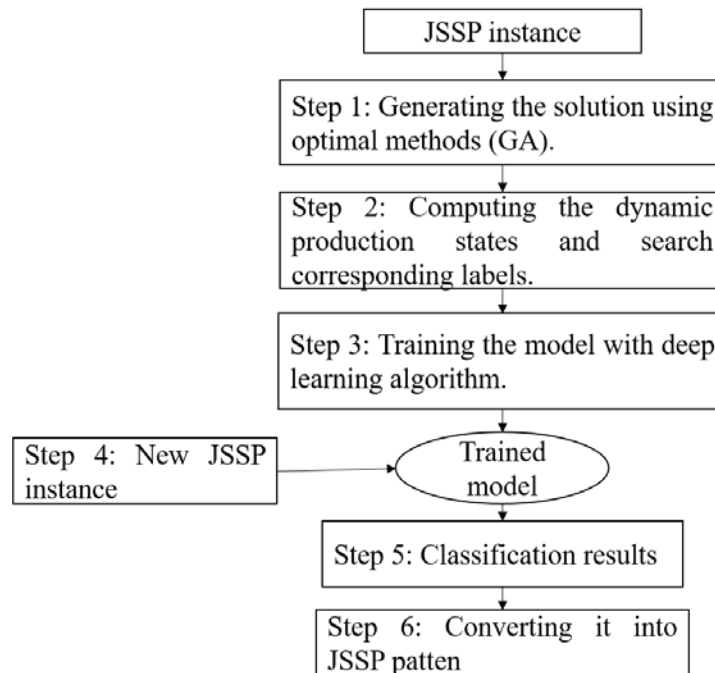 JSSP instance
Step 1: Generating the solution using
optimal methods (GA).
Step 2: Computing the dynamic
production states and search
corresponding labels.
Step 3: Training the model with deep
learning algorithm.
Step 4: New JSSP
instance
Trained
model
Step 5: Classification results
Step 6: Converting it into
JSSP patten